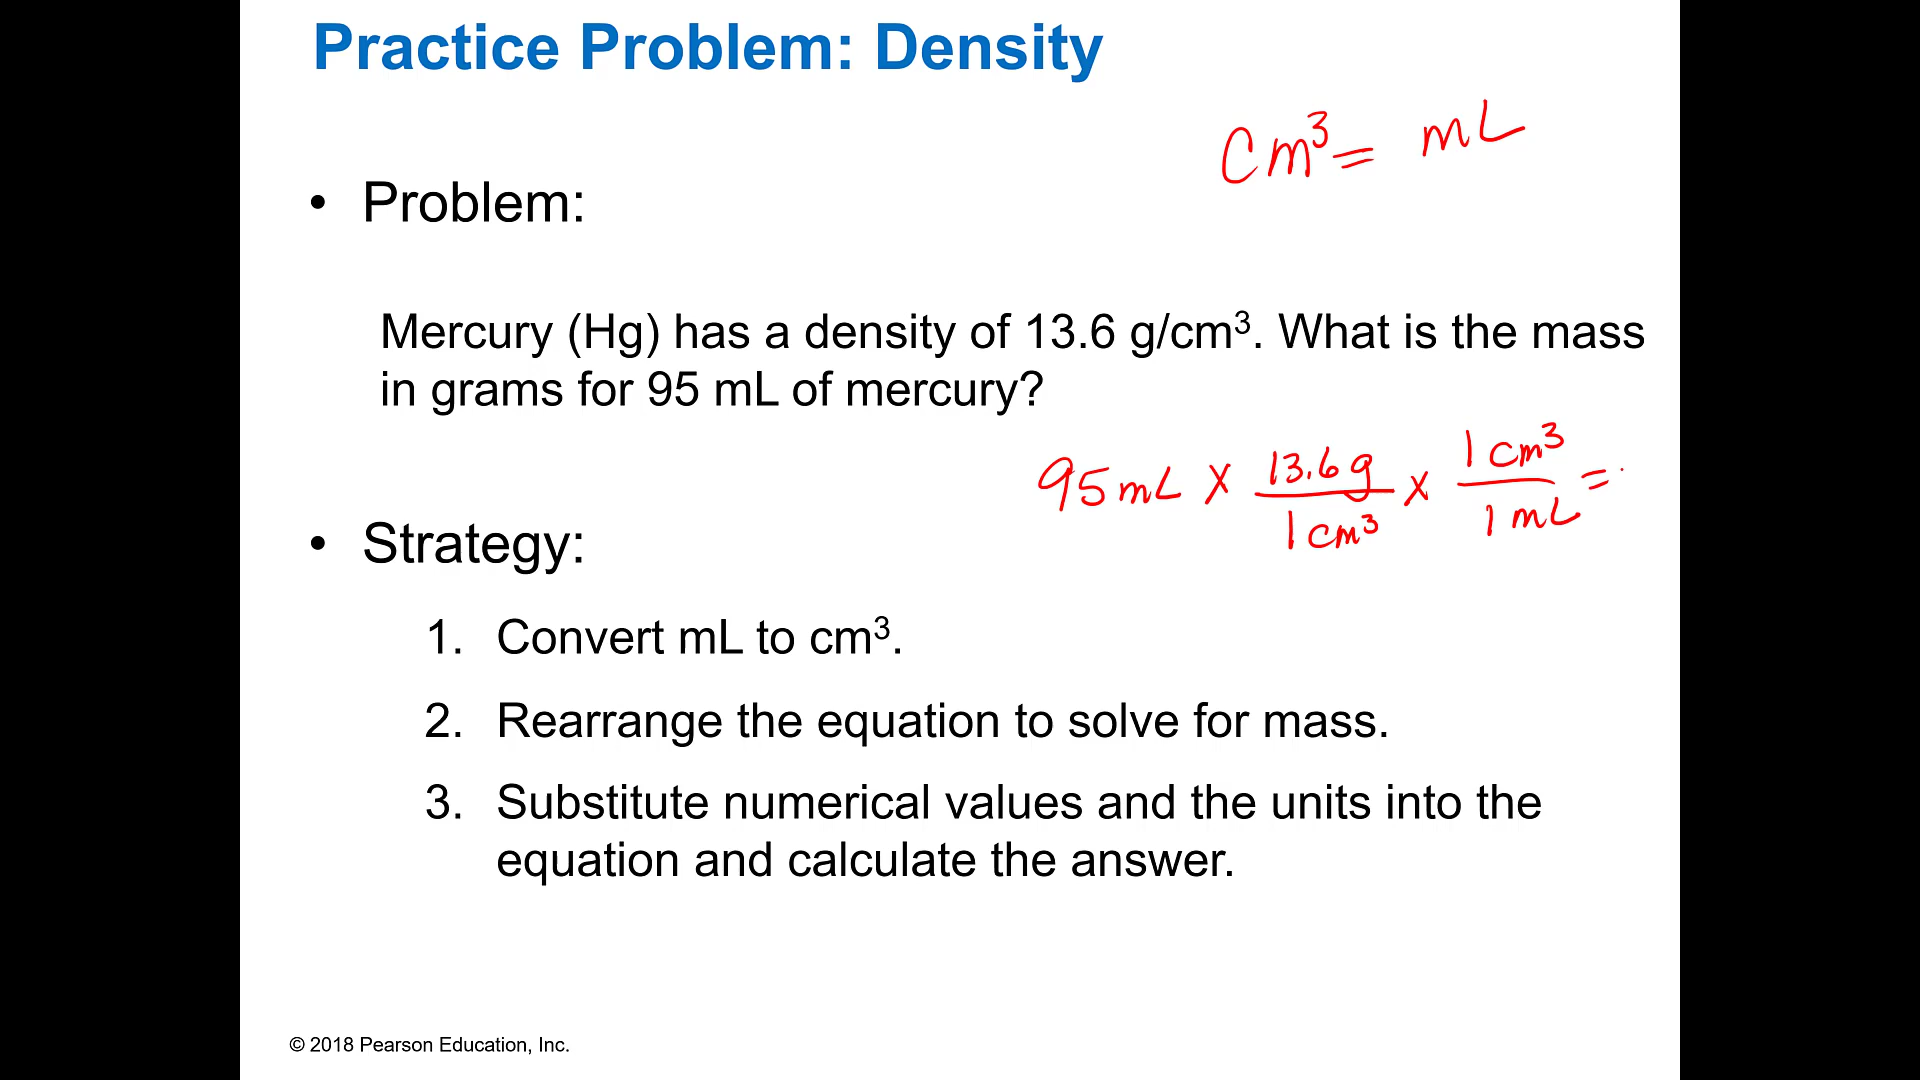 Practice Problem: Density
Cm³ = mL
• Problem:
Mercury (Hg) has a density of 13.6 g/cm³. What is the mass
in grams for 95 mL of mercury?
95 mL x 13.6 g / 1 cm³ x 1 cm³ / 1 mL =
• Strategy:
1. Convert mL to cm³.
2. Rearrange the equation to solve for mass.
3. Substitute numerical values and the units into the
equation and calculate the answer.
© 2018 Pearson Education, Inc.